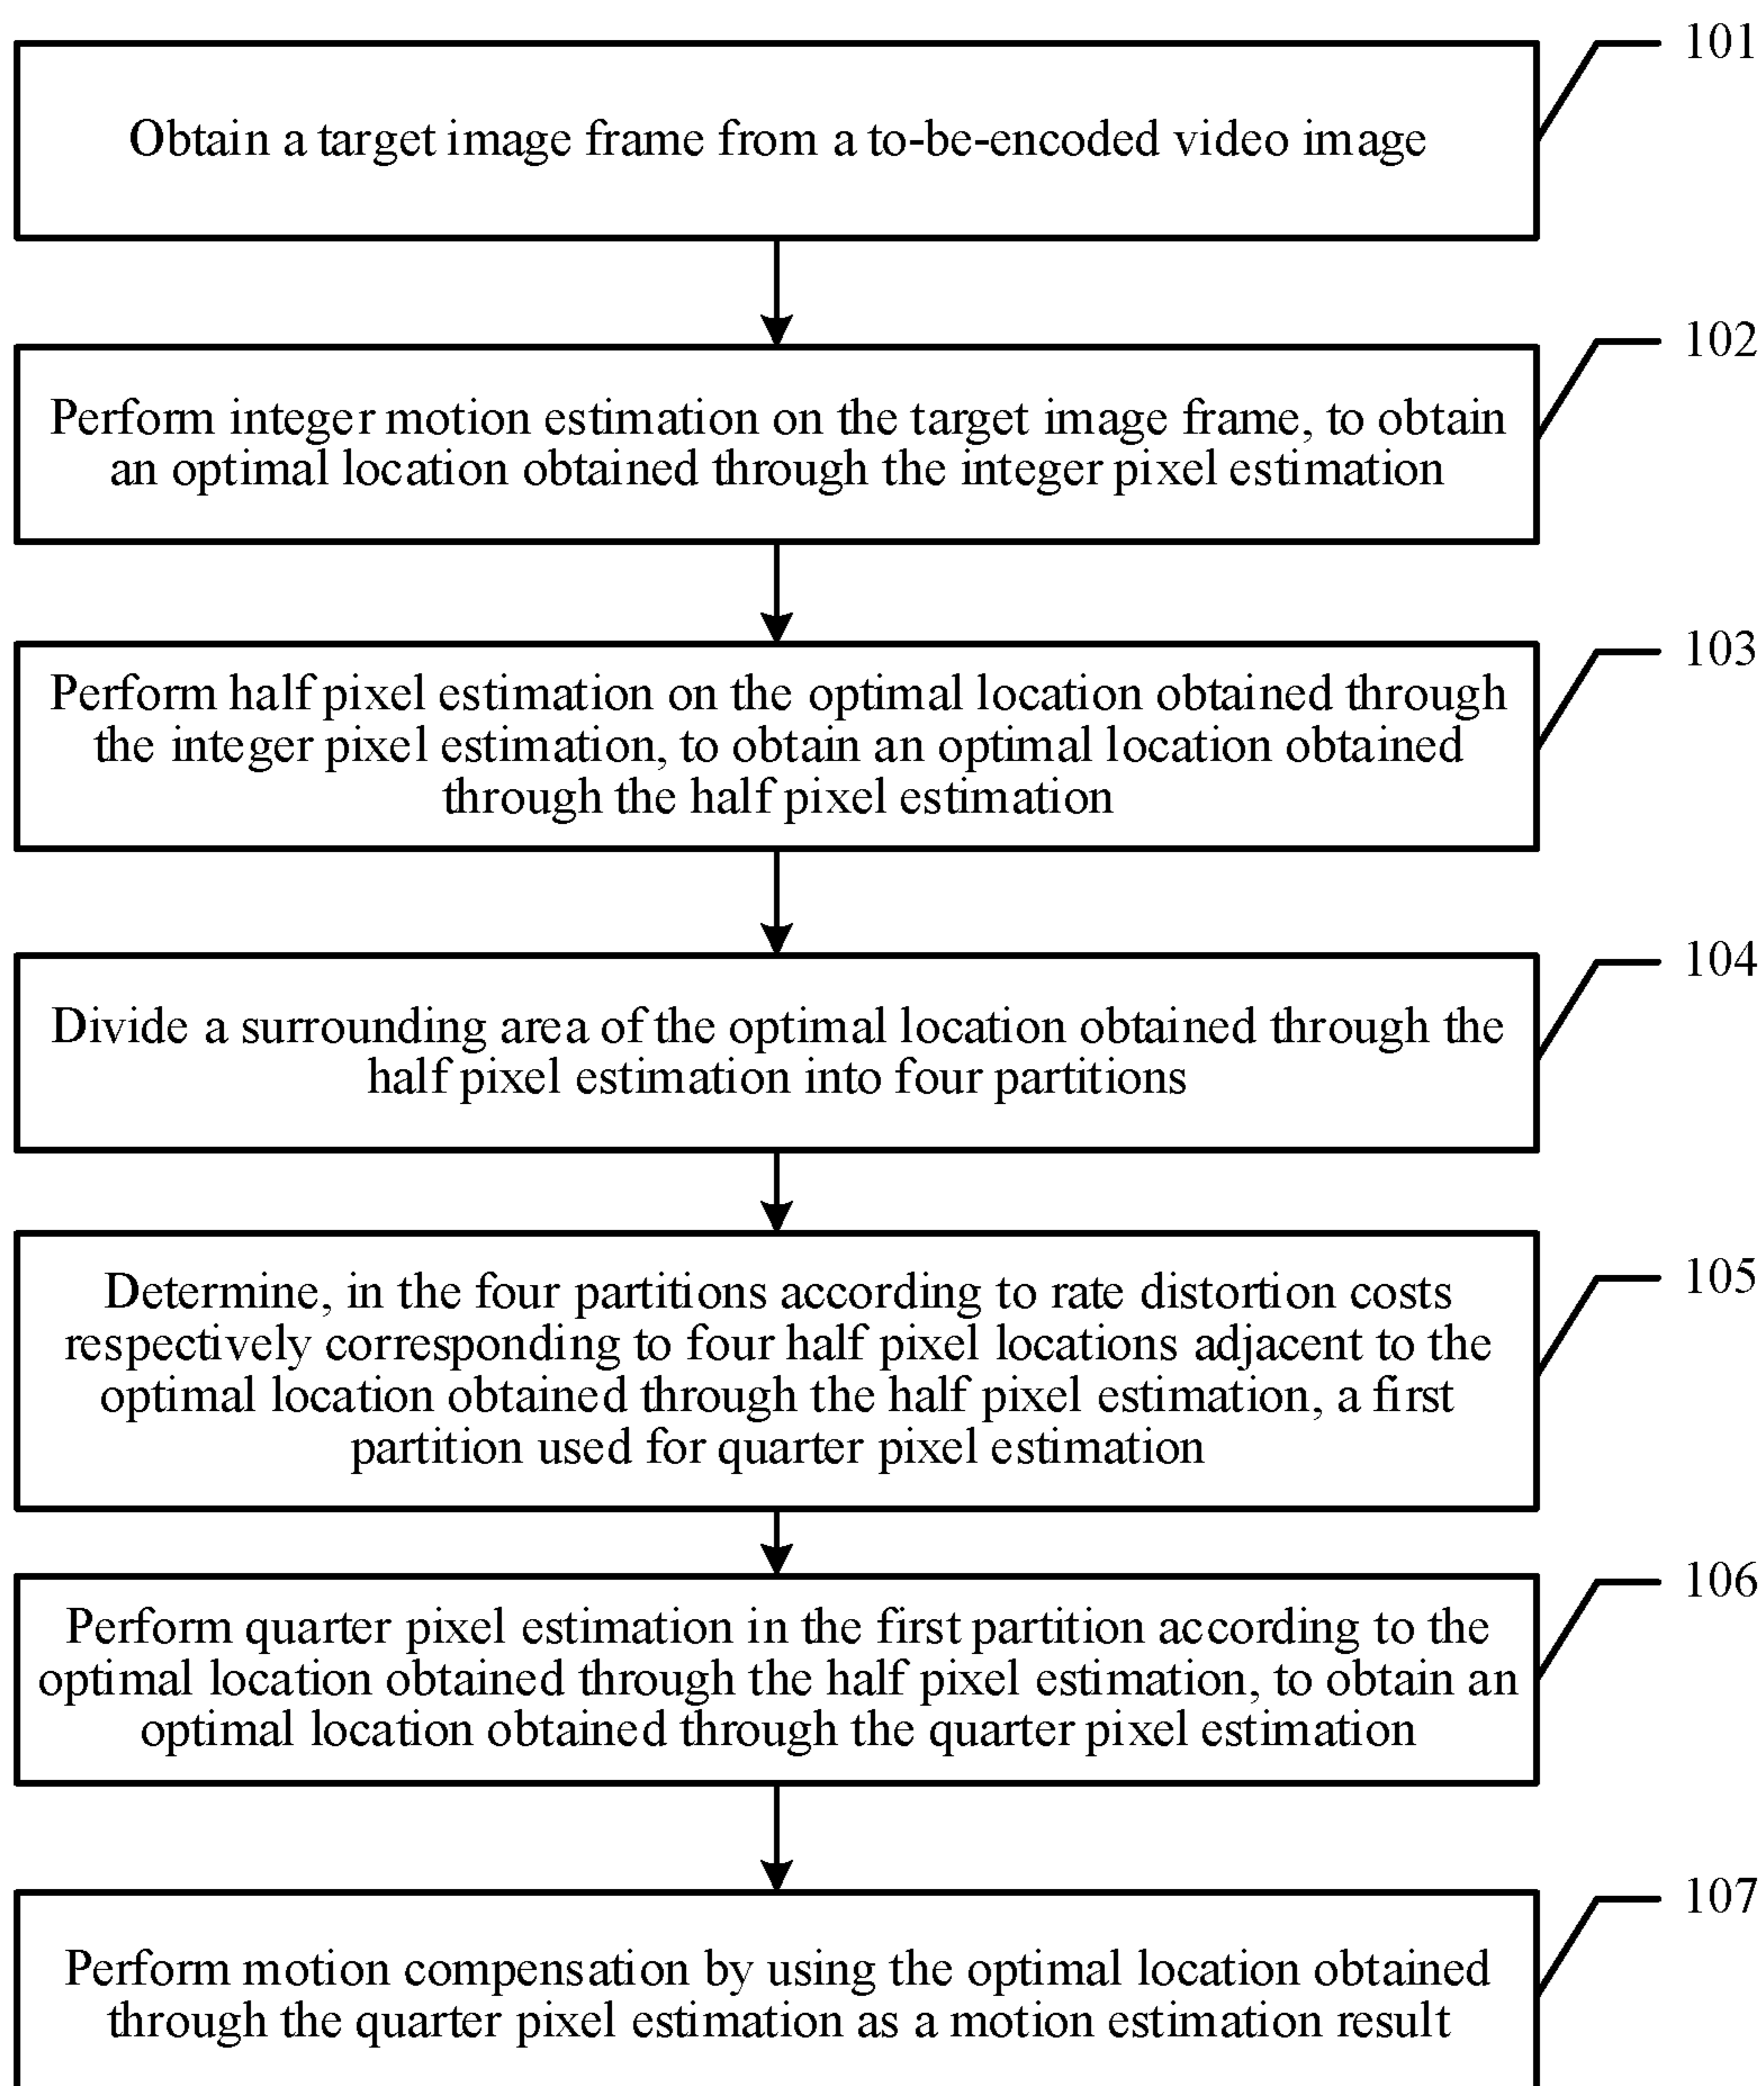 101
Obtain a target image frame from a to-be-encoded video image
102
Perform integer motion estimation on the target image frame, to obtain
an optimal location obtained through the integer pixel estimation
103
Perform half pixel estimation on the optimal location obtained through
the integer pixel estimation, to obtain an optimal location obtained
through the half pixel estimation
104
Divide a surrounding area of the optimal location obtained through the
half pixel estimation into four partitions
105
Determine, in the four partitions according to rate distortion costs
respectively corresponding to four half pixel locations adjacent to the
optimal location obtained through the half pixel estimation, a first
partition used for quarter pixel estimation
106
Perform quarter pixel estimation in the first partition according to the
optimal location obtained through the half pixel estimation, to obtain an
optimal location obtained through the quarter pixel estimation
107
Perform motion compensation by using the optimal location obtained
through the quarter pixel estimation as a motion estimation result